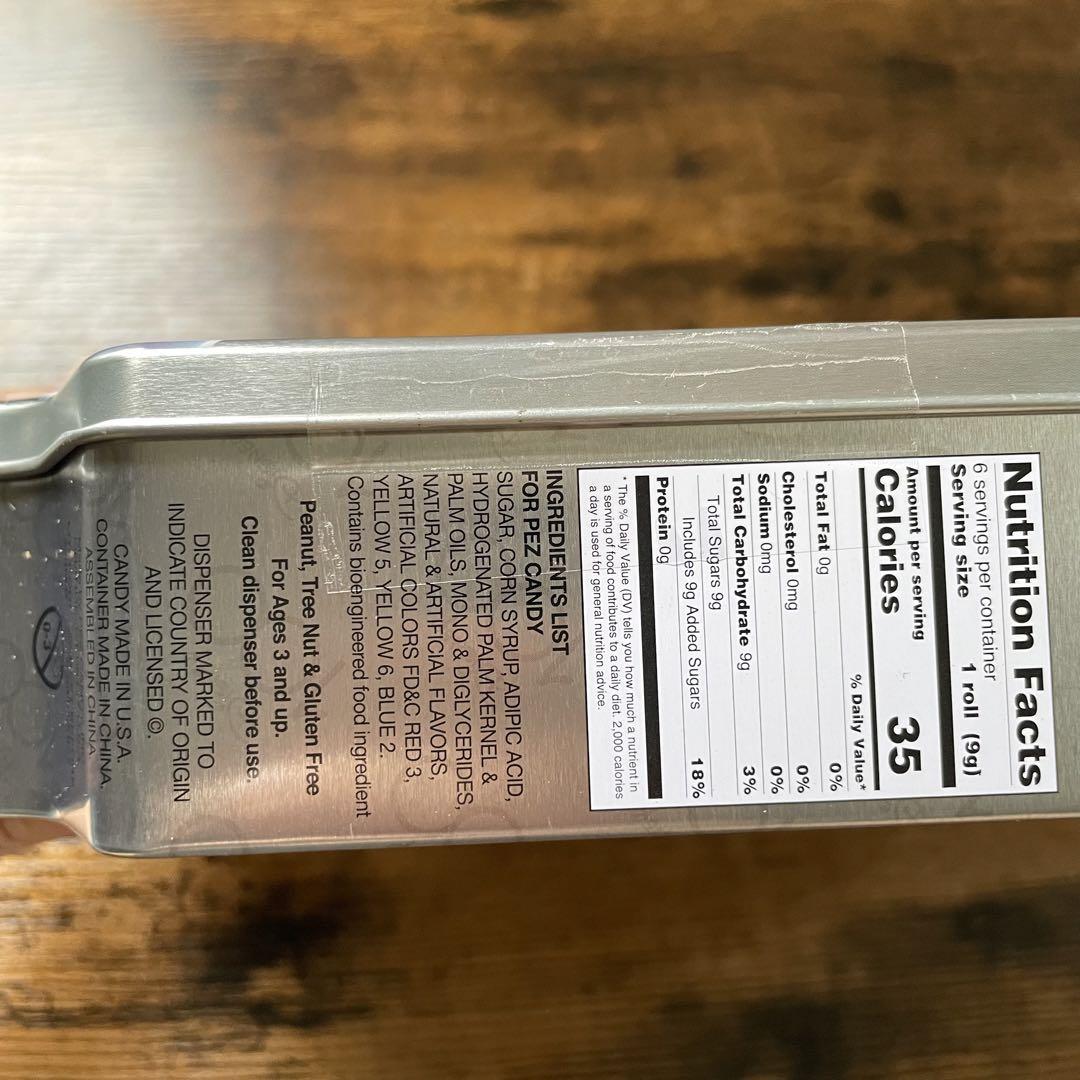 Nutrition Facts
6 servings per container
Serving size 1 roll (9g)
Amount per serving
Calories 35
% Daily Value*
Total Fat 0g 0%
Cholesterol 0mg 0%
Sodium 0mg 0%
Total Carbohydrate 9g 3%
Total Sugars 9g
Includes 9g Added Sugars 18%
Protein 0g
* The % Daily Value (DV) tells you how much a nutrient in
a serving of food contributes to a daily diet. 2,000 calories
a day is used for general nutrition advice.
INGREDIENTS LIST
FOR PEZ CANDY
SUGAR, CORN SYRUP, ADIPIC ACID,
HYDROGENATED PALM KERNEL &
PALM OILS, MONO & DIGLYCERIDES,
NATURAL & ARTIFICIAL FLAVORS,
ARTIFICIAL COLORS FD&C RED 3,
YELLOW 5, YELLOW 6, BLUE 2.
Contains bioengineered food ingredient
Peanut, Tree Nut & Gluten Free
For Ages 3 and up.
Clean dispenser before use.
DISPENSER MARKED TO
INDICATE COUNTRY OF ORIGIN
AND LICENSED ©.
CANDY MADE IN U.S.A.
CONTAINER MADE IN CHINA.
ASSEMBLED IN CHINA.
0-3